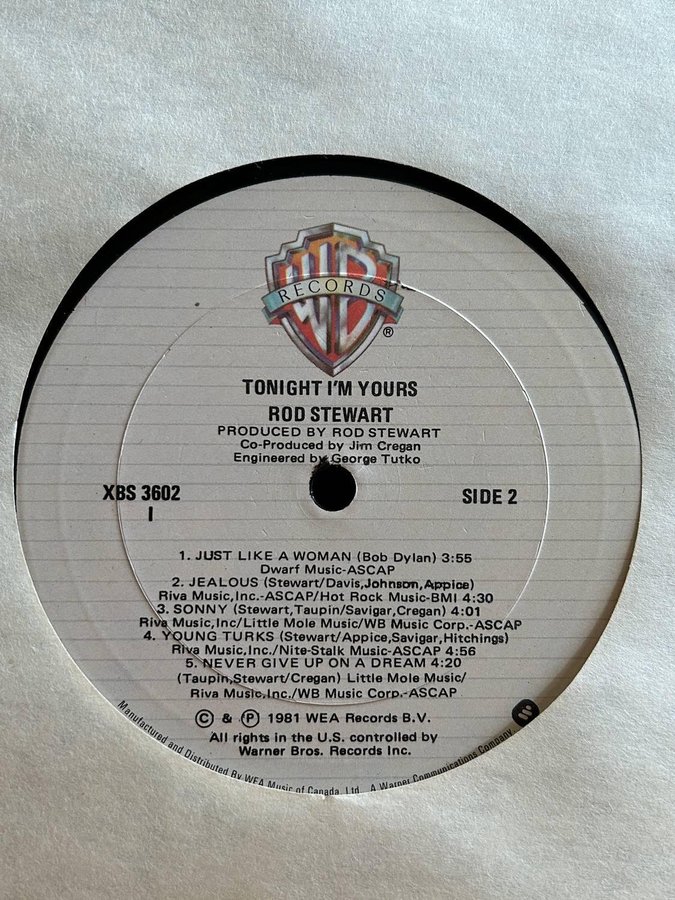 WB
RECORDS
®
TONIGHT I'M YOURS
ROD STEWART
PRODUCED BY ROD STEWART
Co-Produced by Jim Cregan
Engineered by George Tutko
XBS 3602
I
SIDE 2
1. JUST LIKE A WOMAN (Bob Dylan) 3:55
Dwarf Music-ASCAP
2. JEALOUS (Stewart/Davis,Johnson,Appice)
Riva Music,Inc.-ASCAP/Hot Rock Music-BMI 4:30
3. SONNY (Stewart,Taupin/Savigar,Cregan) 4:01
Riva Music,Inc/Little Mole Music/WB Music Corp.-ASCAP
4. YOUNG TURKS (Stewart/Appice,Savigar,Hitchings)
Riva Music,Inc./Nite-Stalk Music-ASCAP 4:56
5. NEVER GIVE UP ON A DREAM 4:20
(Taupin,Stewart/Cregan) Little Mole Music/
Riva Music,Inc./WB Music Corp.-ASCAP
© & ℗ 1981 WEA Records B.V.
All rights in the U.S. controlled by
Warner Bros. Records Inc.
Manufactured and Distributed By WEA Music of Canada, Ltd. A Warner Communications Company